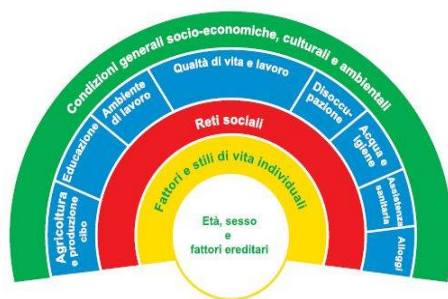 Condizioni generali socio-economiche, culturali e ambientali
Agricoltura
e produzione
cibo
Educazione
Ambiente
di lavoro
Qualtà di vita e lavoro
Disoccu-
pazione
Acqua e
igiene
Assistenza
sanitaria
Alloggi
Reti sociali
Fattori e stili di vita individuali
Età, sesso
e
fattori ereditari